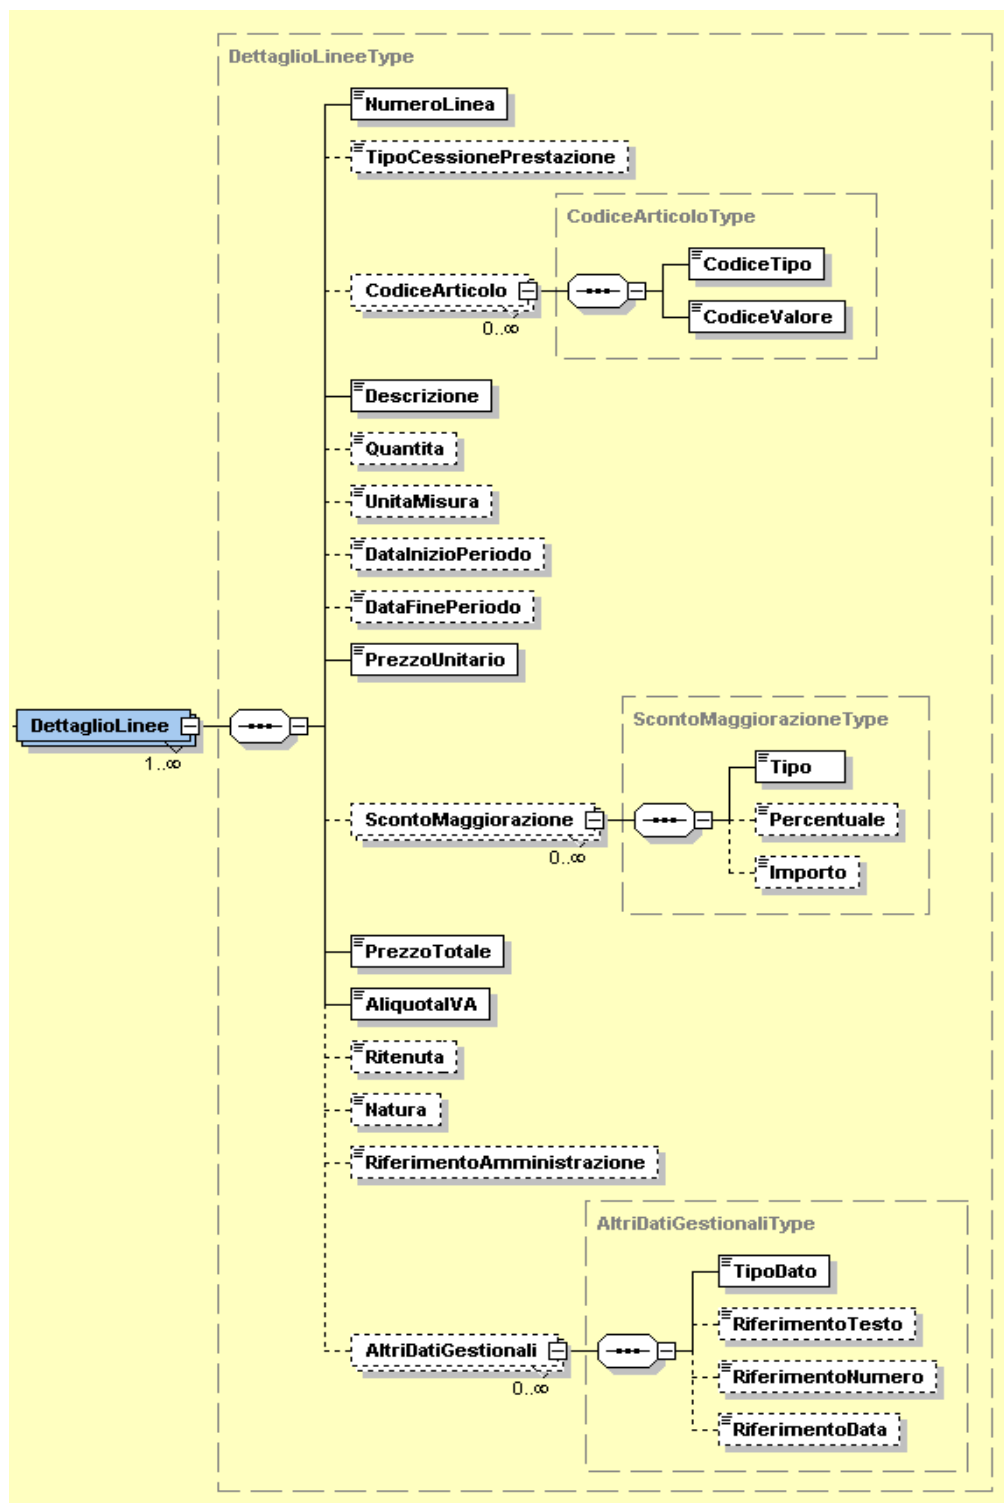 DettaglioLineeType
NumeroLinea
TipoCessionePrestazione
CodiceArticoloType
CodiceTipo
CodiceArticolo
CodiceValore
0..∞
Descrizione
Quantita
UnitaMisura
DataInizioPeriodo
DataFinePeriodo
PrezzoUnitario
DettaglioLinee
1..∞
ScontoMaggiorazioneType
Tipo
ScontoMaggiorazione
Percentuale
0..∞
Importo
PrezzoTotale
AliquotaIVA
Ritenuta
Natura
RiferimentoAmministrazione
AltriDatiGestionaliType
TipoDato
RiferimentoTesto
AltriDatiGestionali
0..∞
RiferimentoNumero
RiferimentoData